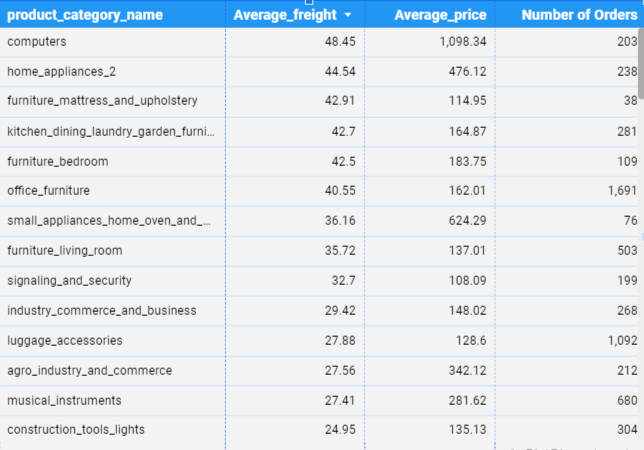 product_category_name Average_freight Average_price Number of Orders
computers 48.45 1,098.34 203
home_appliances_2 44.54 476.12 238
furniture_mattress_and_upholstery 42.91 114.95 38
kitchen_dining_laundry_garden_furni... 42.7 164.87 281
furniture_bedroom 42.5 183.75 109
office_furniture 40.55 162.01 1,691
small_appliances_home_oven_and_... 36.16 624.29 76
furniture_living_room 35.72 137.01 503
signaling_and_security 32.7 108.09 199
industry_commerce_and_business 29.42 148.02 268
luggage_accessories 27.88 128.6 1,092
agro_industry_and_commerce 27.56 342.12 212
musical_instruments 27.41 281.62 680
construction_tools_lights 24.95 135.13 304